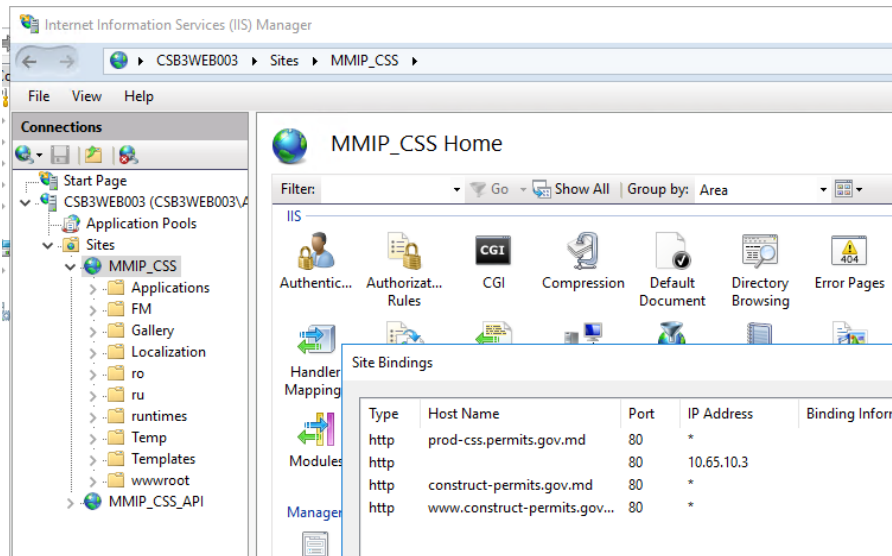 Internet Information Services (IIS) Manager
CSB3WEB003 Sites MMIP_CSS
File View Help
Connections
Start Page
CSB3WEB003 (CSB3WEB003\A
Application Pools
Sites
MMIP_CSS
Applications
FM
Gallery
Localization
ro
ru
runtimes
Temp
Templates
wwwroot
MMIP_CSS_API
MMIP_CSS Home
Filter: Go Show All Group by: Area
IIS
CGI
404
Authentic... Authorizat... Rules CGI Compression Default Document Directory Browsing Error Pages
Handler Mapping
Modules
Manager
Site Bindings
Type Host Name Port IP Address Binding Infor
http prod-css.permits.gov.md 80 *
http 80 10.65.10.3
http construct-permits.gov.md 80 *
http www.construct-permits.gov... 80 *